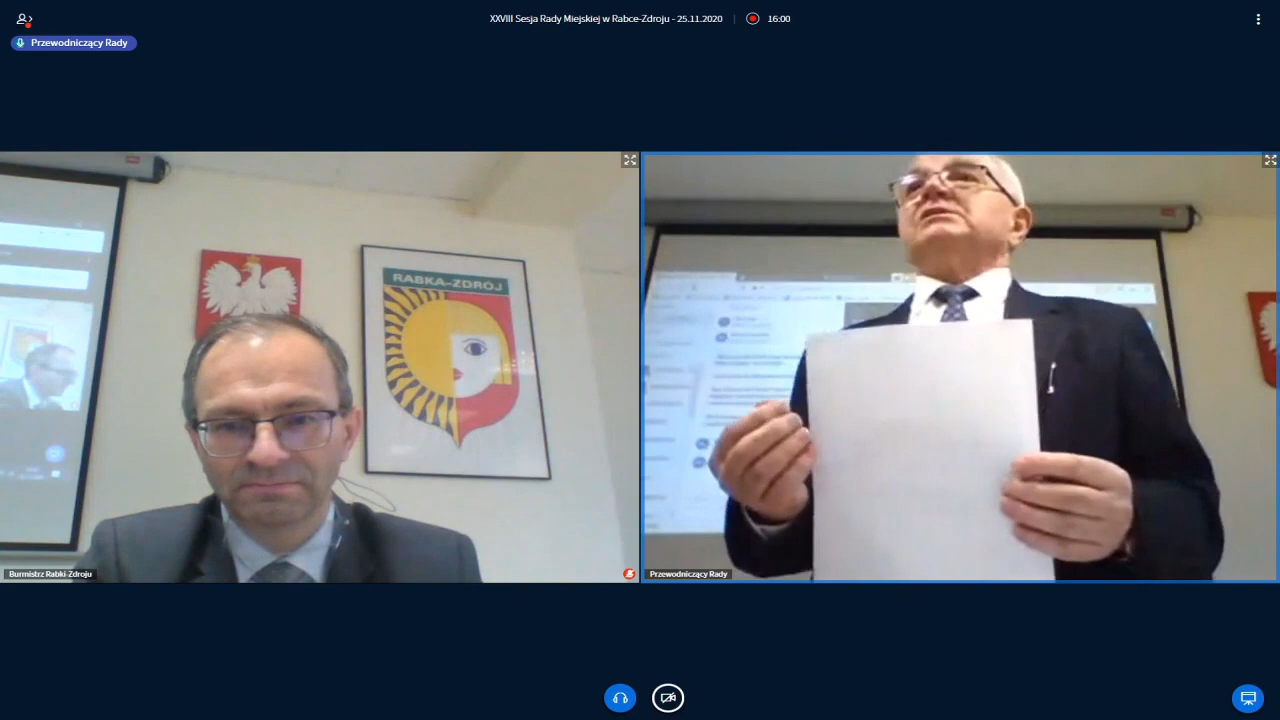 XXVIII Sesja Rady Miejskiej w Rabce-Zdroju - 25.11.2020
16:00
Przewodniczący Rady
RABKA-ZDRÓJ
Burmistrz Rabki-Zdroju
Przewodniczący Rady